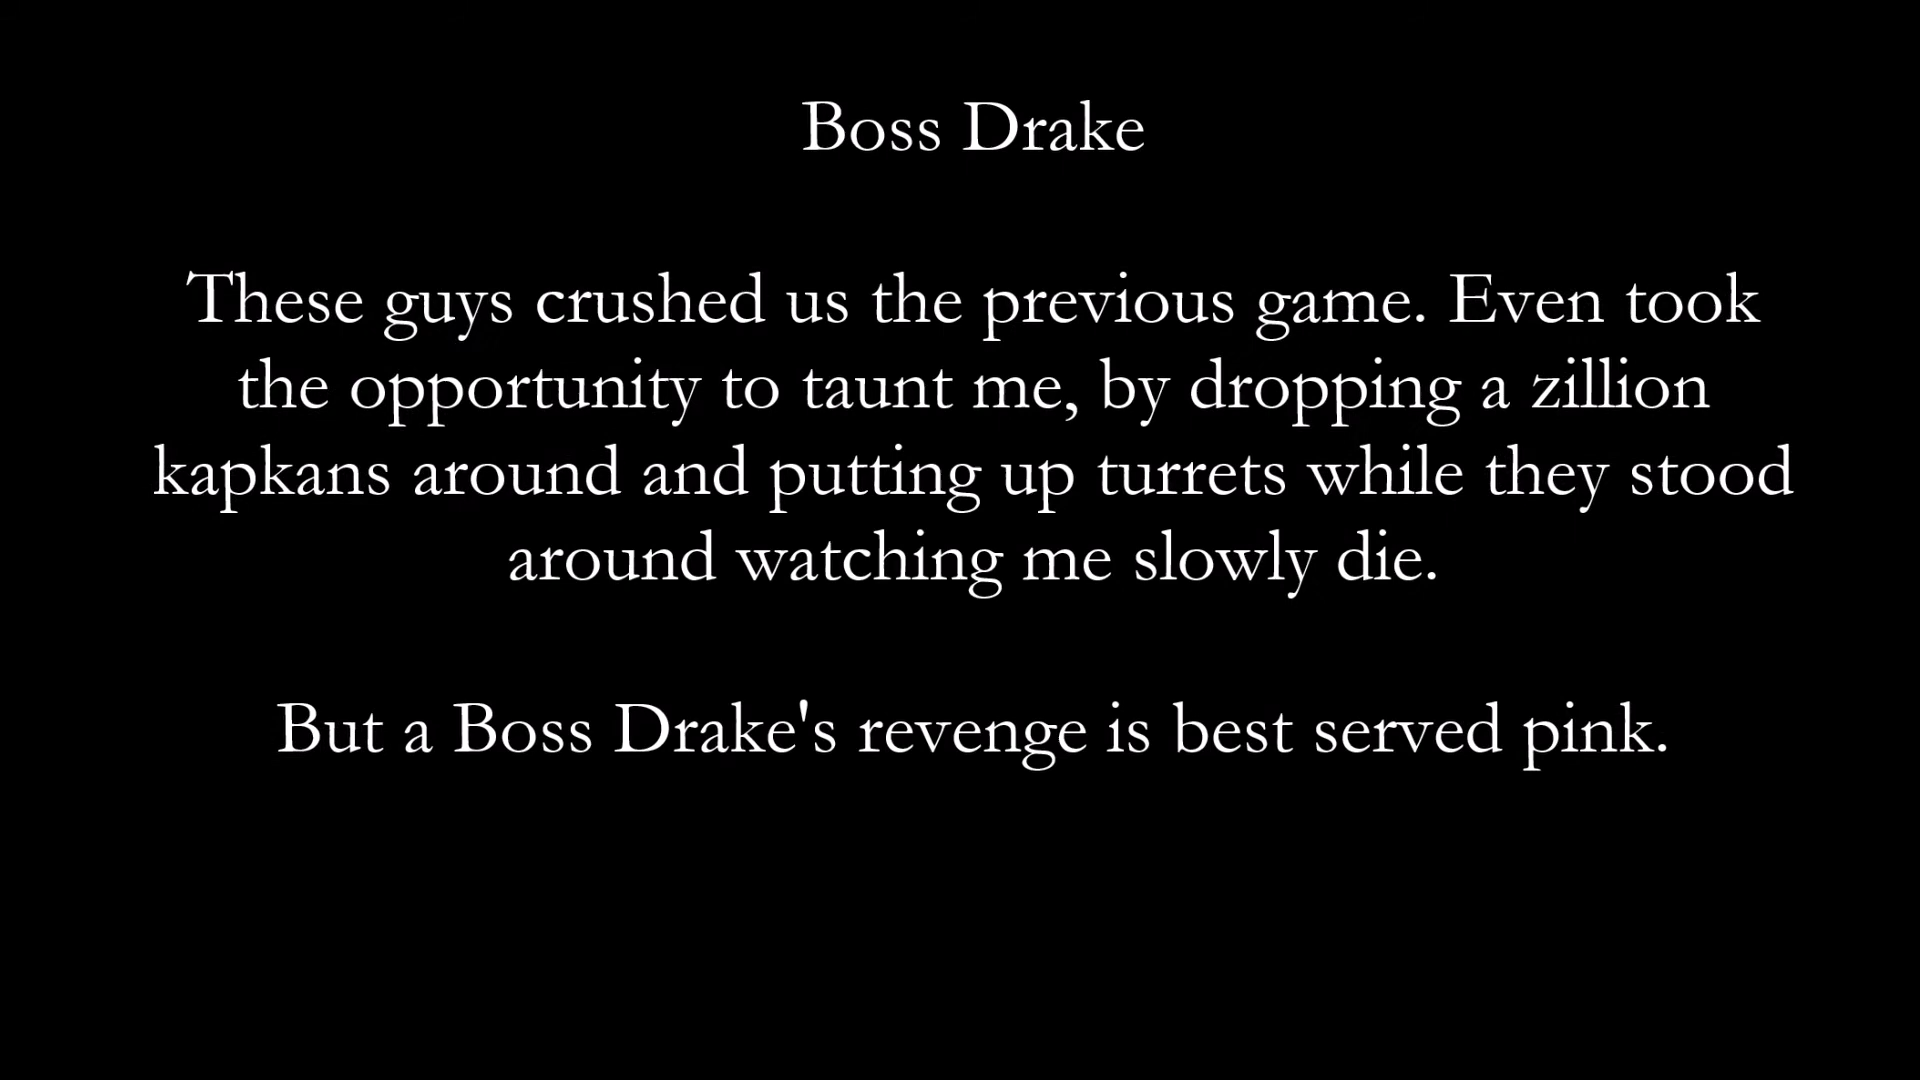 Boss Drake
These guys crushed us the previous game. Even took
the opportunity to taunt me, by dropping a zillion
kapkans around and putting up turrets while they stood
around watching me slowly die.
But a Boss Drake's revenge is best served pink.